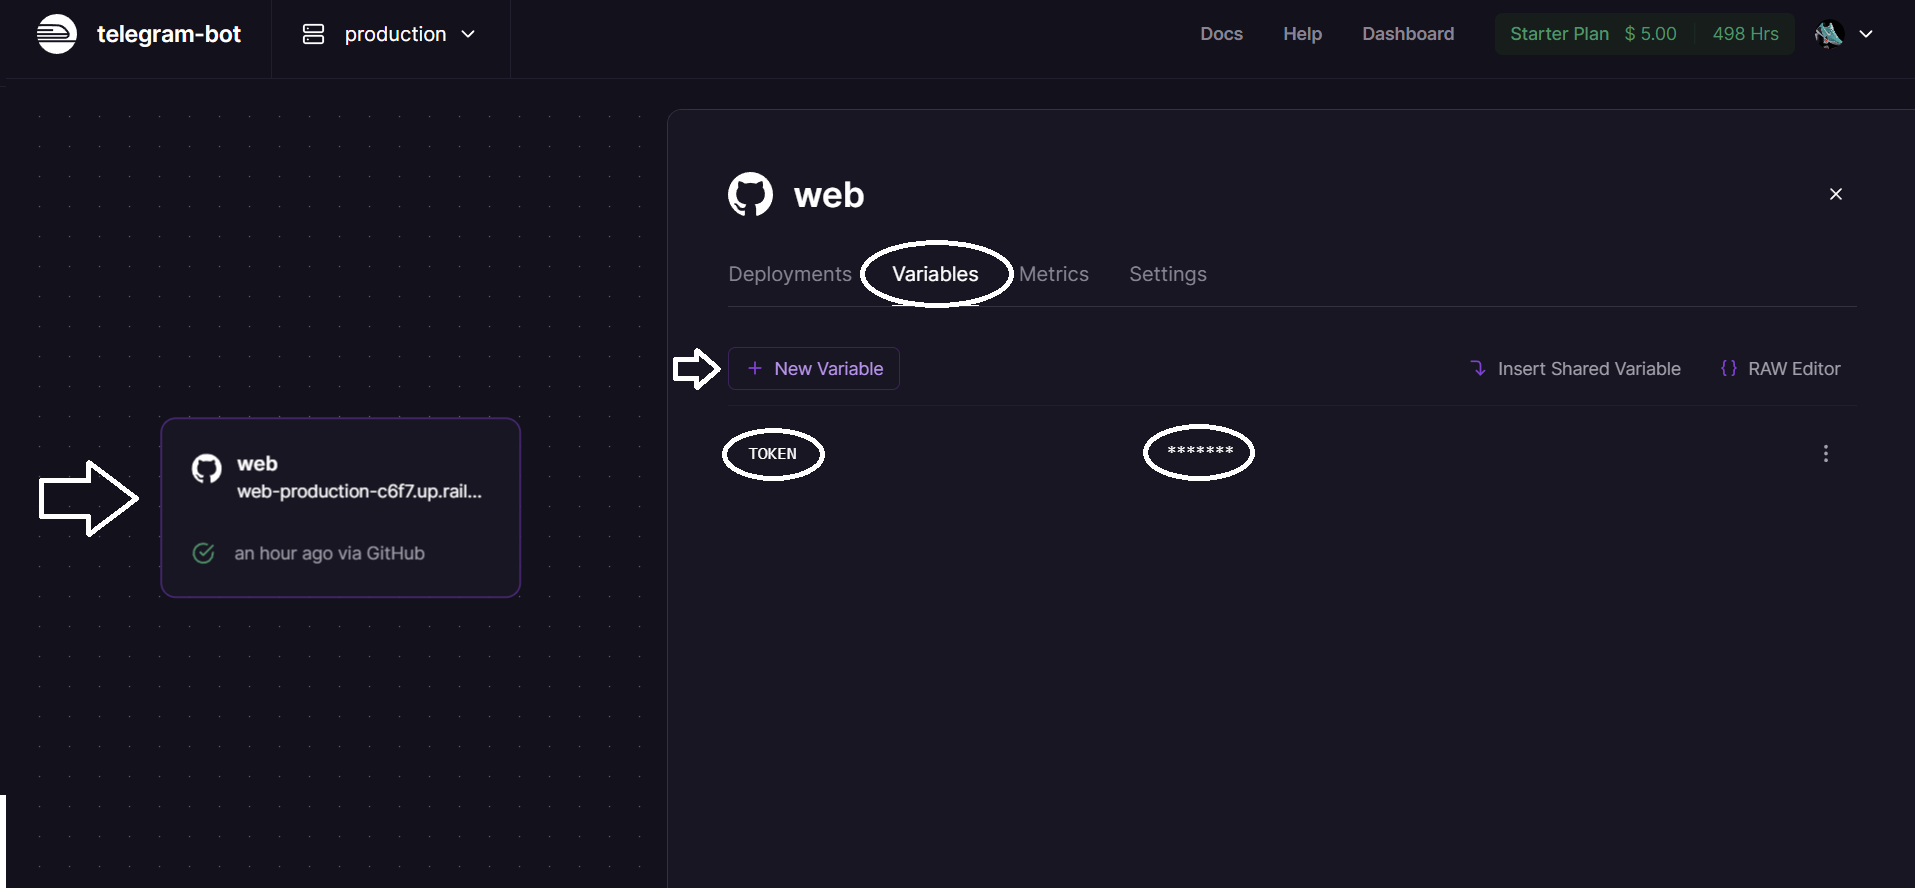 telegram-bot
production
Docs
Help
Dashboard
Starter Plan $ 5.00 498 Hrs
web
Deployments
Variables
Metrics
Settings
+ New Variable
Insert Shared Variable
{} RAW Editor
TOKEN
*******
web
web-production-c6f7.up.rail...
an hour ago via GitHub